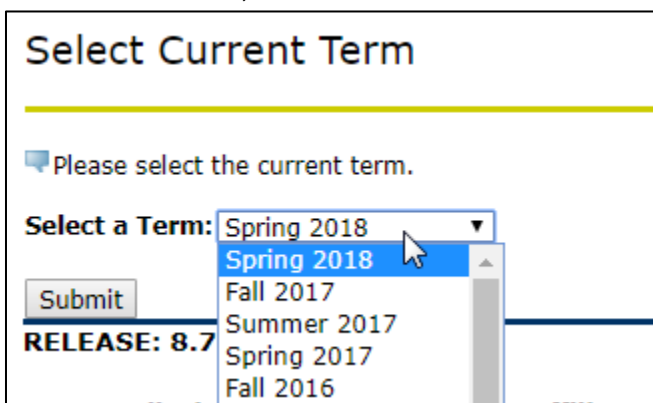 Select Current Term
Please select the current term.
Select a Term: Spring 2018
Spring 2018
Fall 2017
Submit
Summer 2017
RELEASE: 8.7
Spring 2017
Fall 2016